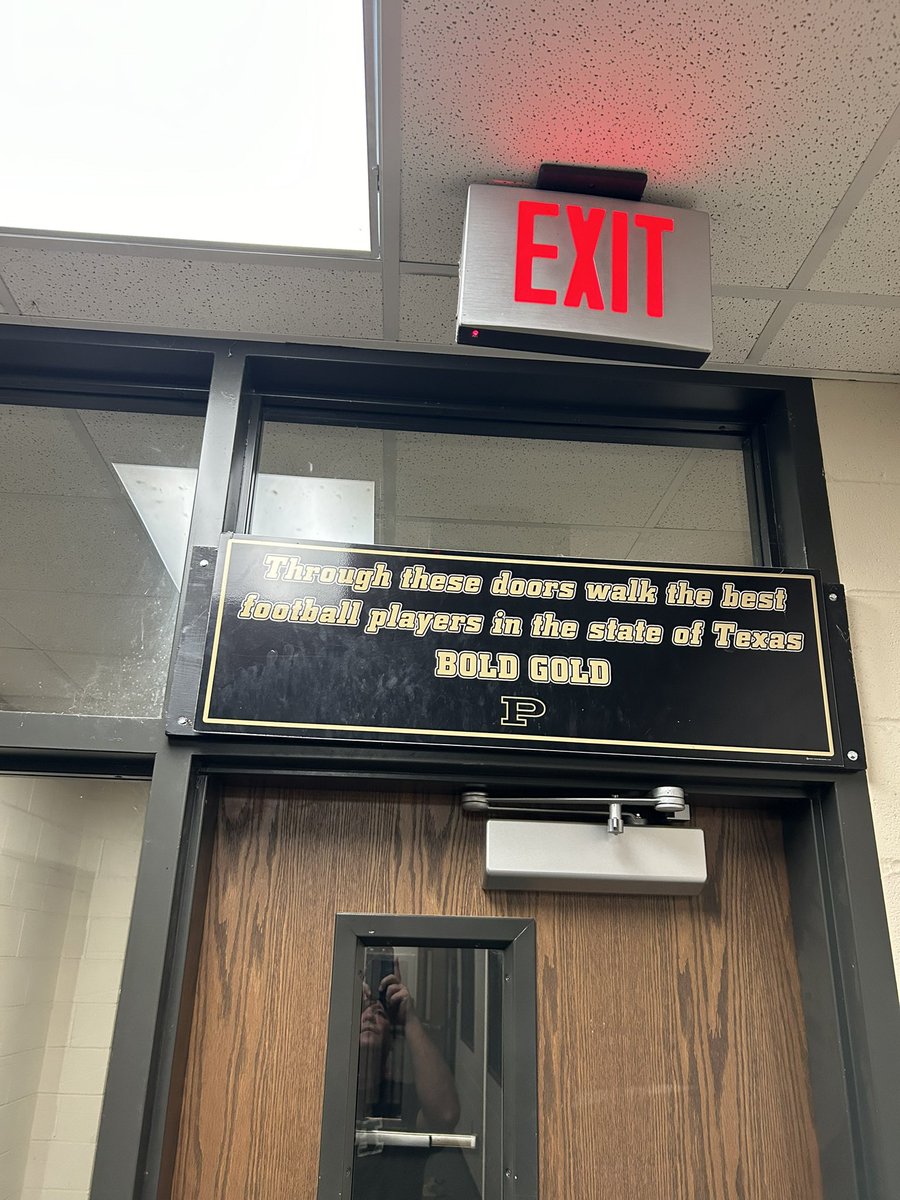 EXIT
Through these doors walk the best
football players in the state of Texas
BOLD GOLD
P